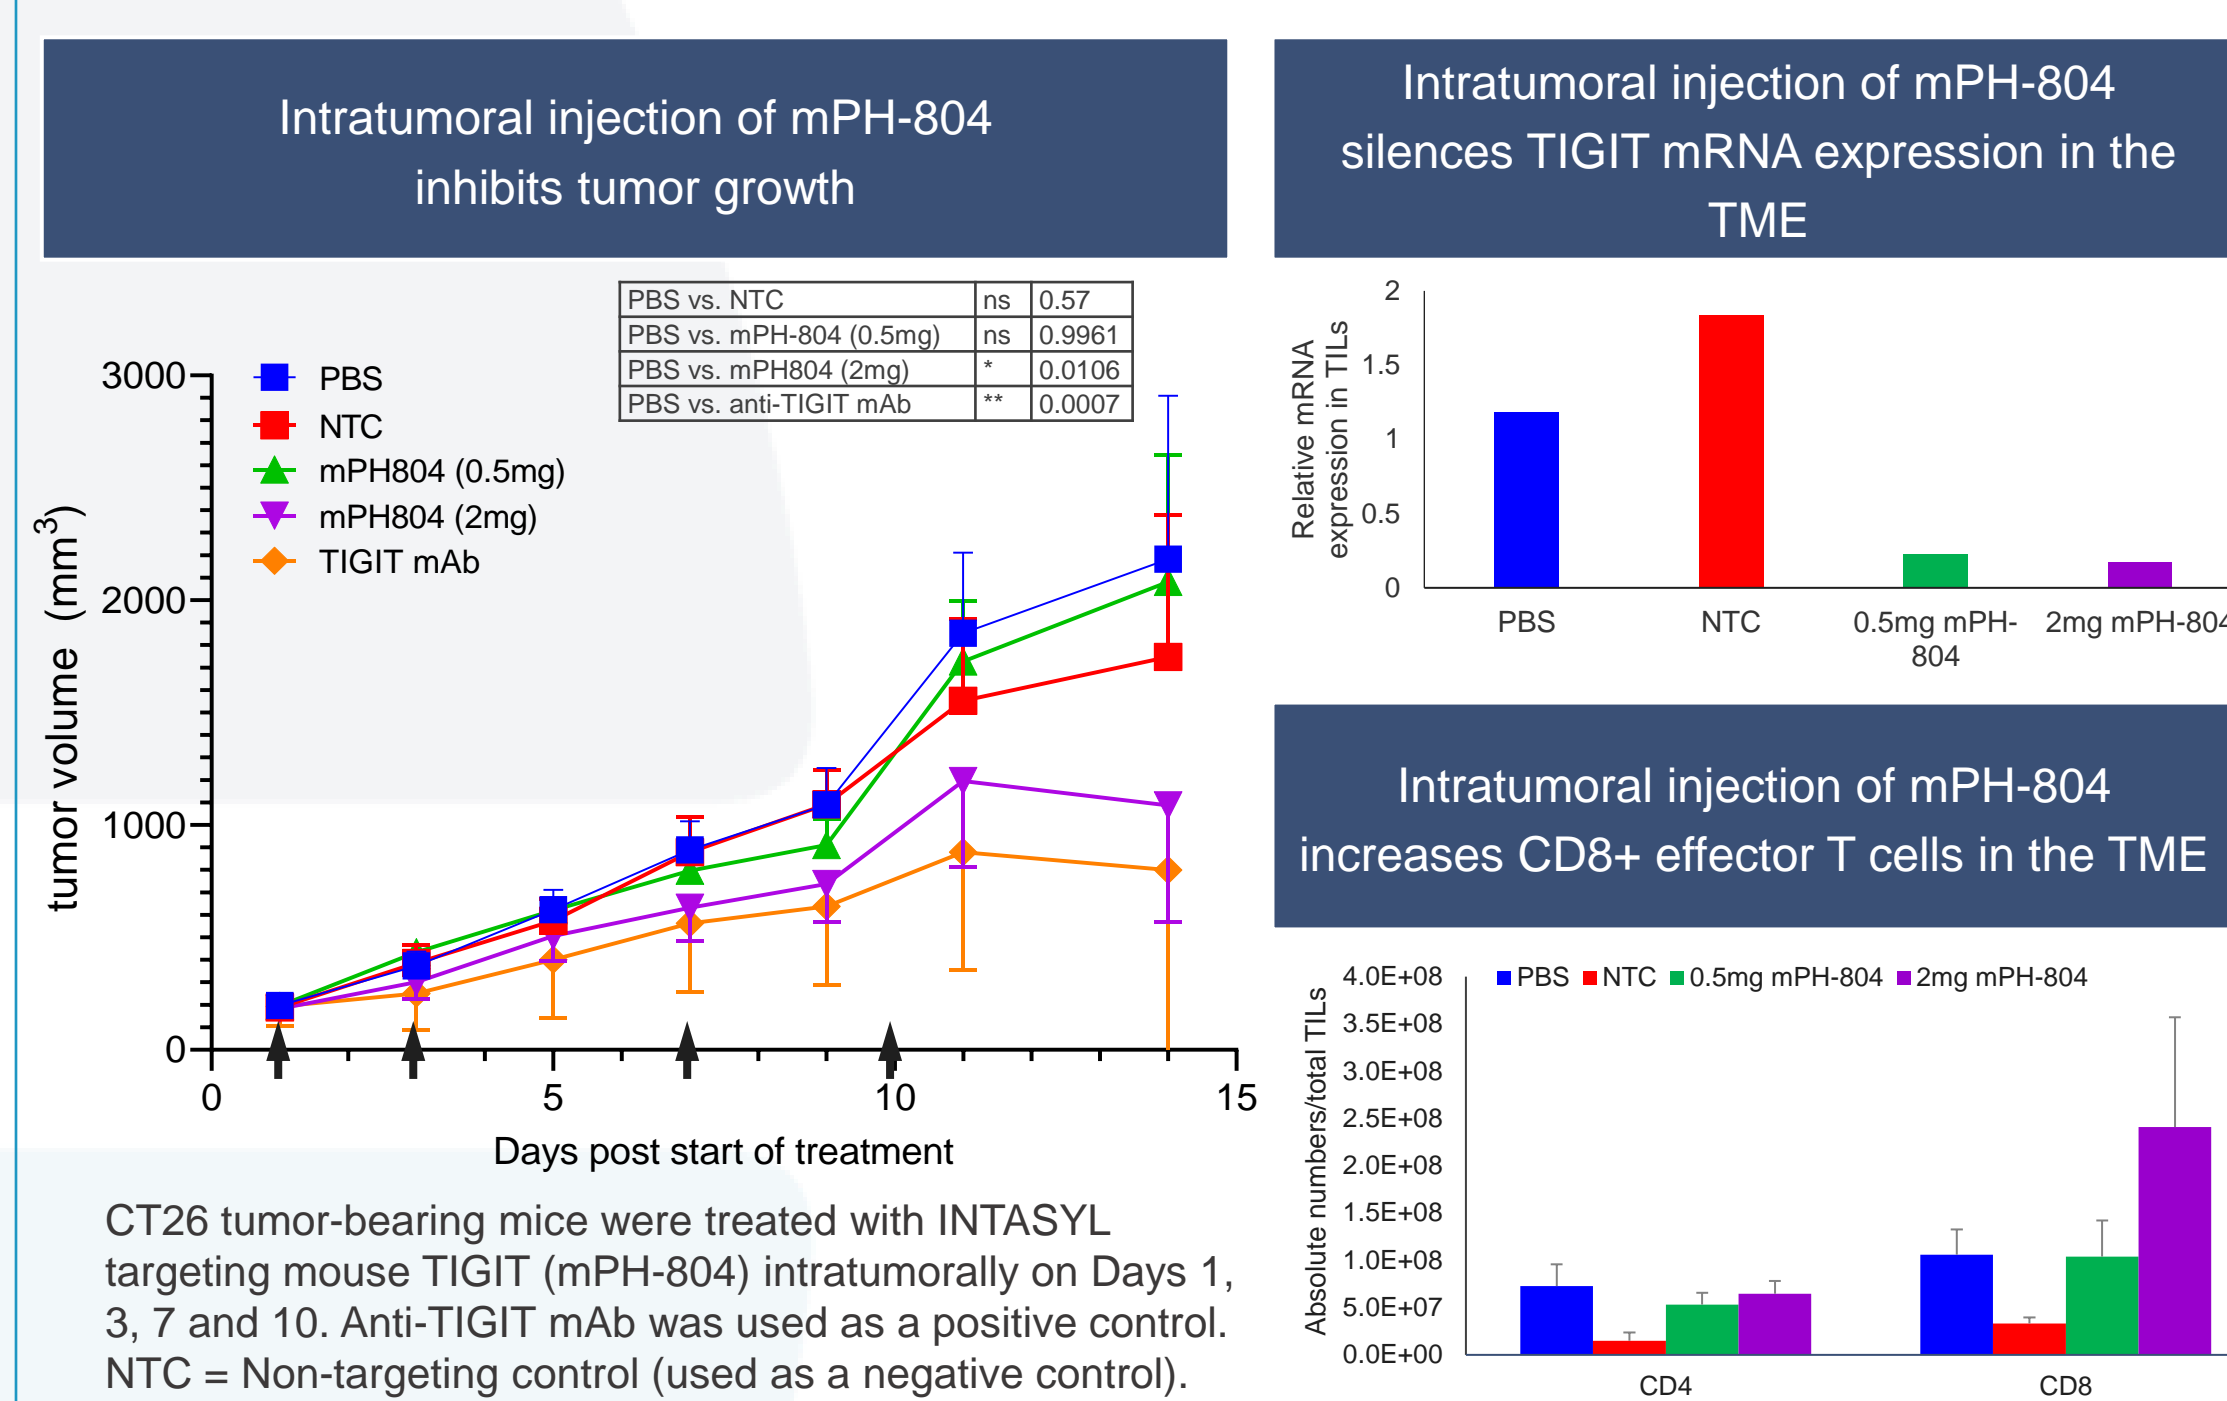 Intratumoral injection of mPH-804
inhibits tumor growth
PBS vs. NTC ns 0.57
PBS vs. mPH-804 (0.5mg) ns 0.9961
PBS vs. mPH804 (2mg) * 0.0106
PBS vs. anti-TIGIT mAb ** 0.0007
PBS
NTC
mPH804 (0.5mg)
mPH804 (2mg)
TIGIT mAb
tumor volume (mm3)
3000
2000
1000
0
0 5 10 15
Days post start of treatment
CT26 tumor-bearing mice were treated with INTASYL
targeting mouse TIGIT (mPH-804) intratumorally on Days 1,
3, 7 and 10. Anti-TIGIT mAb was used as a positive control.
NTC = Non-targeting control (used as a negative control).
Intratumoral injection of mPH-804
silences TIGIT mRNA expression in the
TME
Relative mRNA
expression in TILs
2
1.5
1
0.5
0
PBS NTC 0.5mg mPH- 2mg mPH-804
804
Intratumoral injection of mPH-804
increases CD8+ effector T cells in the TME
Absolute numbers/total TILs
PBS NTC 0.5mg mPH-804 2mg mPH-804
4.0E+08
3.5E+08
3.0E+08
2.5E+08
2.0E+08
1.5E+08
1.0E+08
5.0E+07
0.0E+00
CD4 CD8